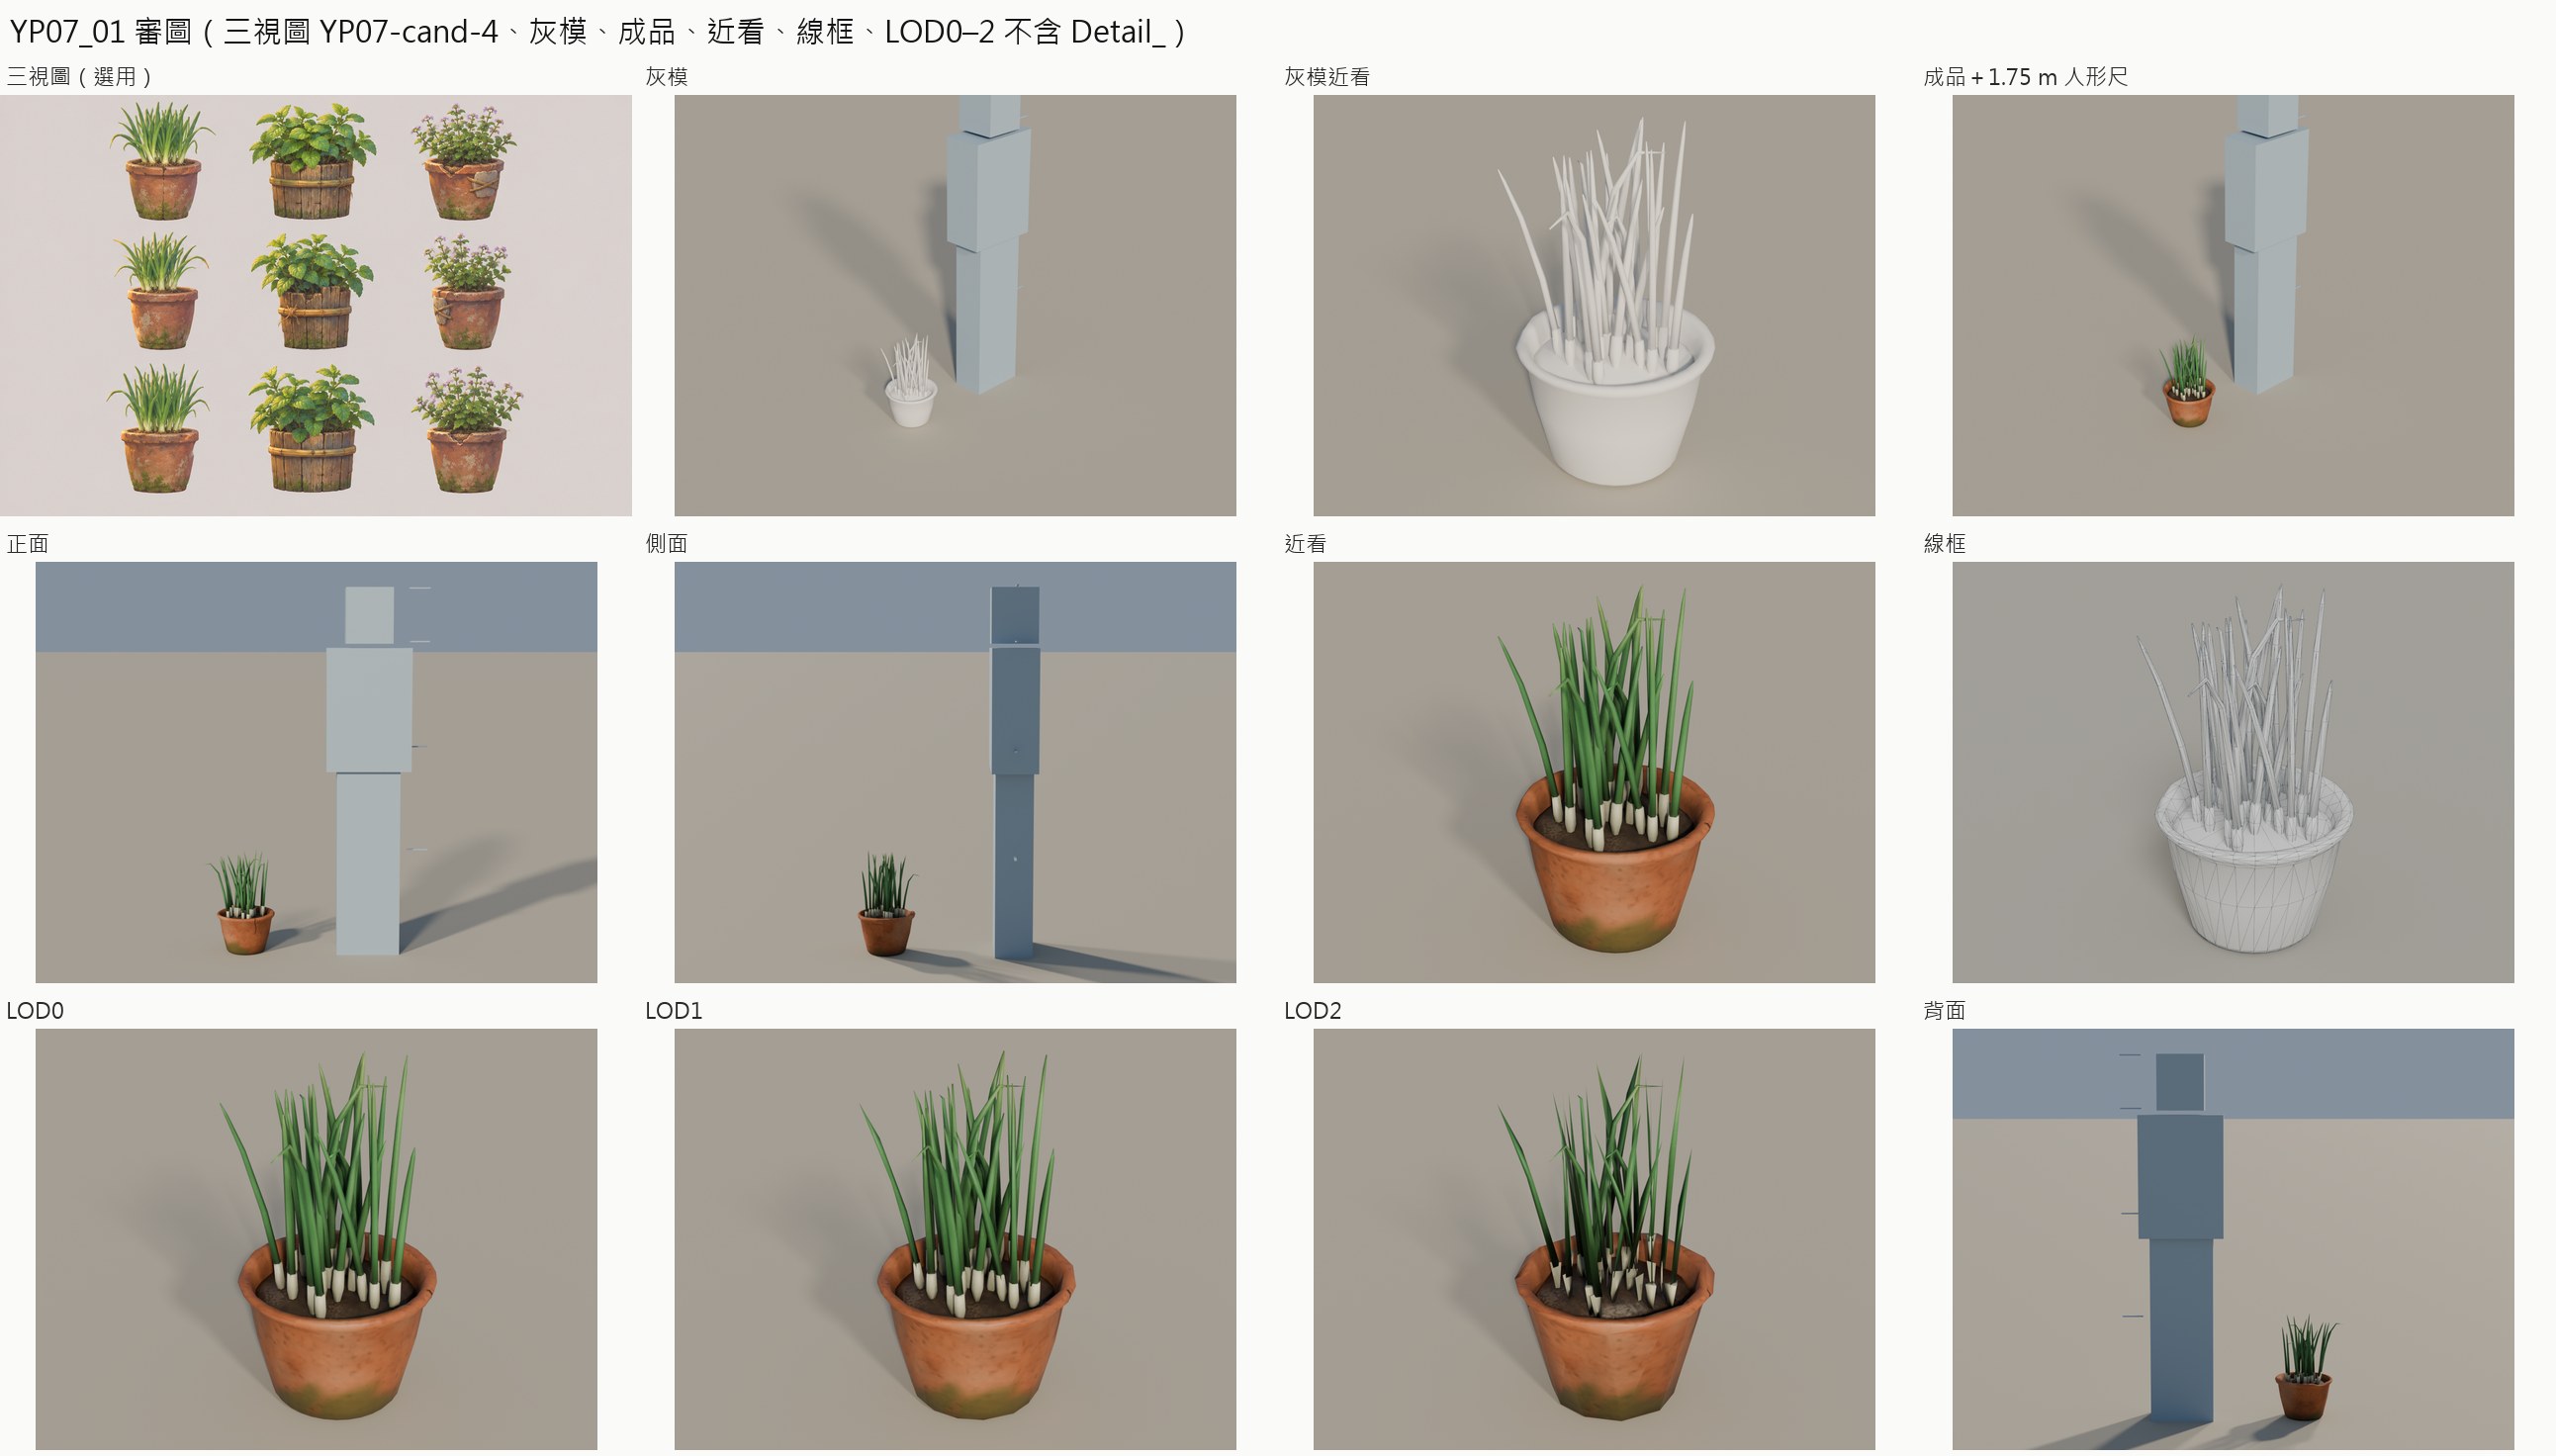 YP07_01 審圖（三視圖 YP07-cand-4、灰模、成品、近看、線框、LOD0–2 不含 Detail_）
三視圖（選用）
灰模
灰模近看
成品＋1.75 m 人形尺
正面
側面
近看
線框
LOD0
LOD1
LOD2
背面